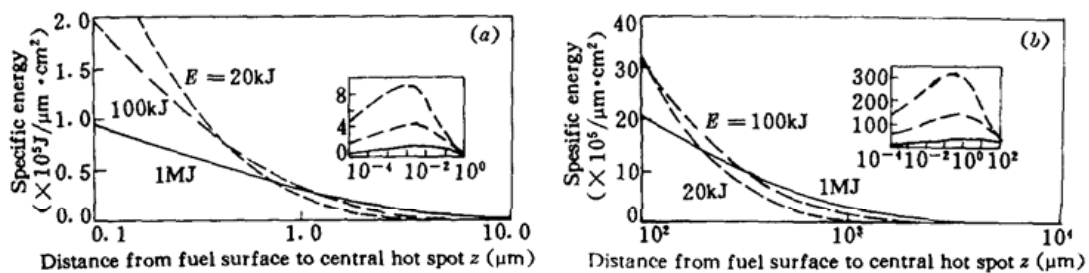 Specific energy
(×10⁵J/μm·cm²)
2.0
1.5
1.0
0.5
0.0
(a)
E=20kJ
100kJ
1MJ
8
4
0
10⁻⁴ 10⁻² 10⁰
0.1 1.0 10.0
Distance from fuel surface to central hot spot z (μm)
Spesific energy
(×10⁵/μm·cm²)
40
30
20
10
0
(b)
E=100kJ
1MJ
20kJ
300
200
100
10⁻⁴ 10⁻² 10⁰ 10²
10² 10³ 10⁴
Distance from fuel surface to central hot spot z (μm)